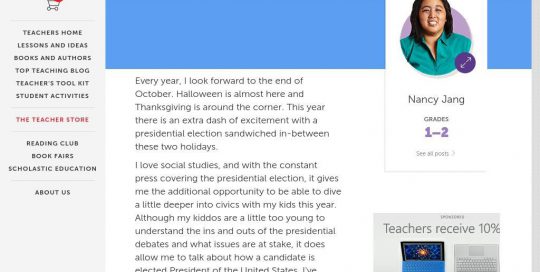 TEACHERS HOME
LESSONS AND IDEAS
BOOKS AND AUTHORS
TOP TEACHING BLOG
TEACHER'S TOOL KIT
STUDENT ACTIVITIES
THE TEACHER STORE
READING CLUB
BOOK FAIRS
SCHOLASTIC EDUCATION
ABOUT US
Every year, I look forward to the end of
October. Halloween is almost here and
Thanksgiving is around the corner. This year
there is an extra dash of excitement with a
presidential election sandwiched in-between
these two holidays.
I love social studies, and with the constant
press covering the presidential election, it gives
me the additional opportunity to be able to dive
a little deeper into civics with my kids this year.
Although my kiddos are a little too young to
understand the ins and outs of the presidential
debates and what issues are at stake, it does
allow me to talk about how a candidate is
elected President of the United States. I've
Nancy Jang
GRADES
1–2
See all posts
SPONSORED
Teachers receive 10%